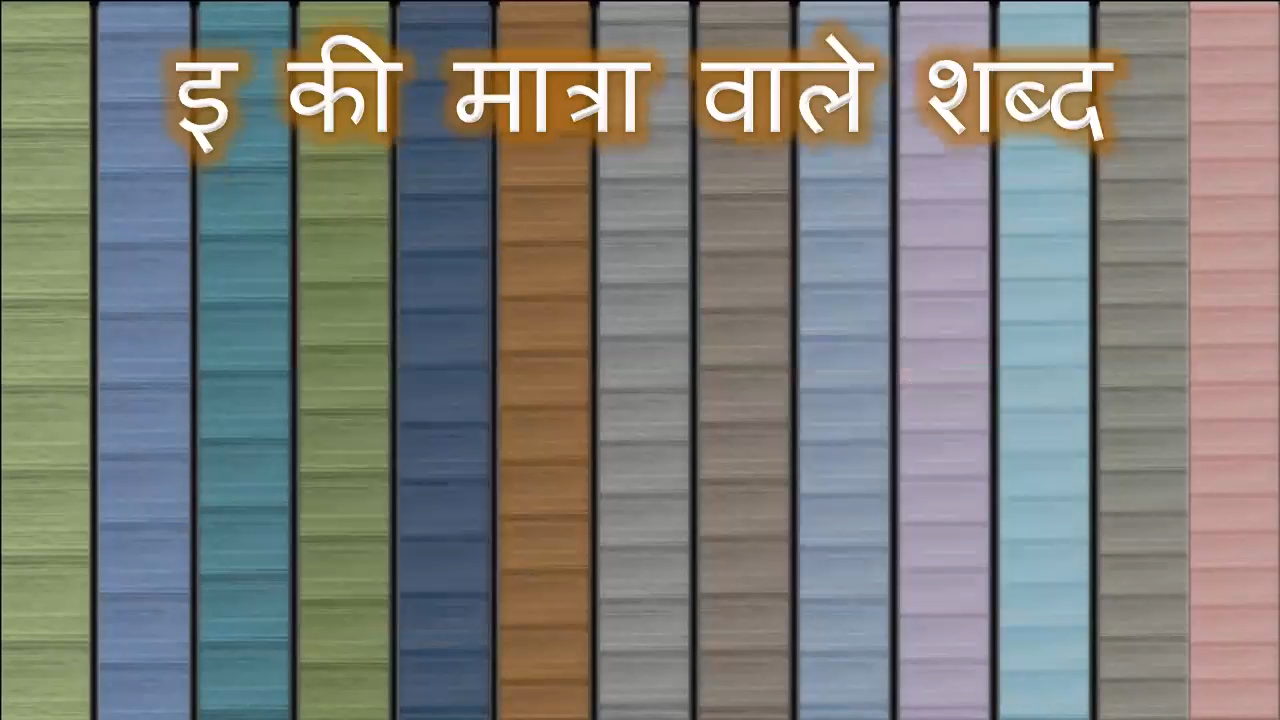 इ की मात्रा वाले शब्द